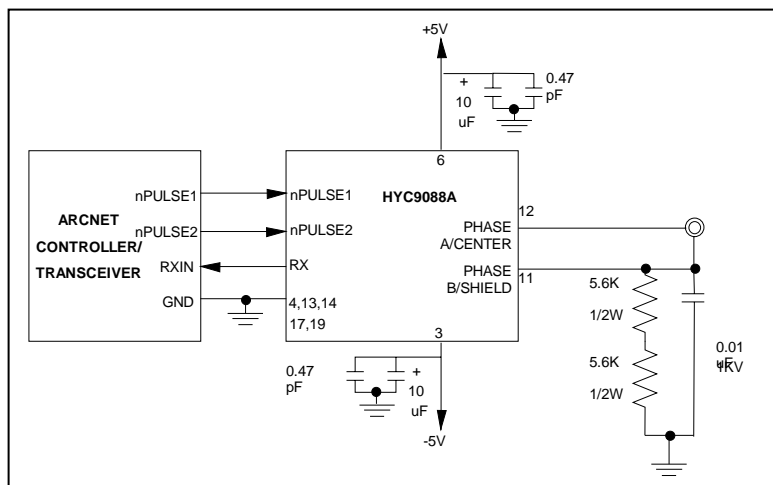 +5V
+
10
uF
0.47
pF
6
HYC9088A
ARCNET
CONTROLLER/
TRANSCEIVER
nPULSE1
nPULSE2
RXIN
GND
nPULSE1
nPULSE2
RX
4,13,14
17,19
12
PHASE
A/CENTER
PHASE
B/SHIELD
11
3
0.47
pF
+
10
uF
-5V
5.6K
1/2W
5.6K
1/2W
0.01
uF
1KV